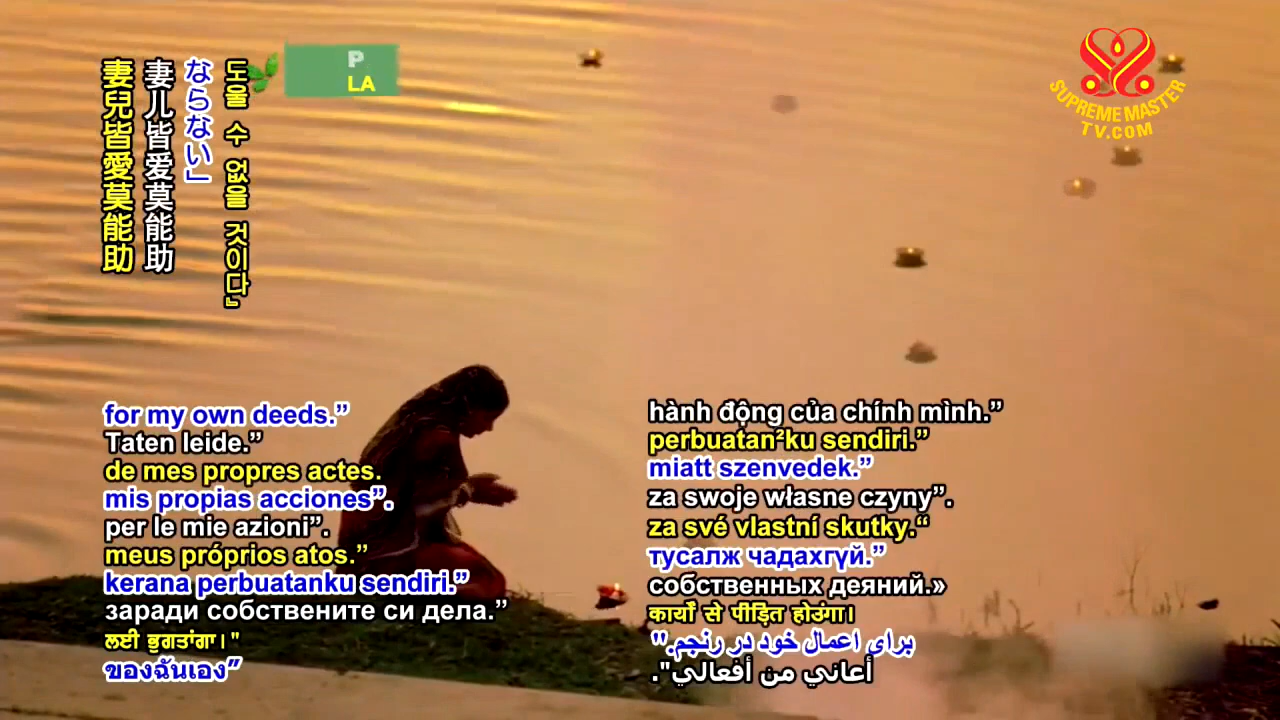 도울 수 없을 것이다』
ならない」
妻儿皆爱莫能助
妻兒皆愛莫能助
P
LA
SUPREME MASTER
TV.COM
for my own deeds.”
Taten leide.”
de mes propres actes.
mis propias acciones”.
per le mie azioni”.
meus próprios atos.”
kerana perbuatanku sendiri.”
заради собствените си дела.”
ਲਈ ਭੁਗਤਾਂਗਾ।"
ของฉันเอง”
hành động của chính mình.”
perbuatan²ku sendiri.”
miatt szenvedek.”
za swoje własne czyny”.
za své vlastní skutky.“
тусалж чадахгүй.”
собственных деяний.»
कार्यों से पीड़ित होउंगा।
برای اعمال خود در رنجم."
أعاني من أفعالي".